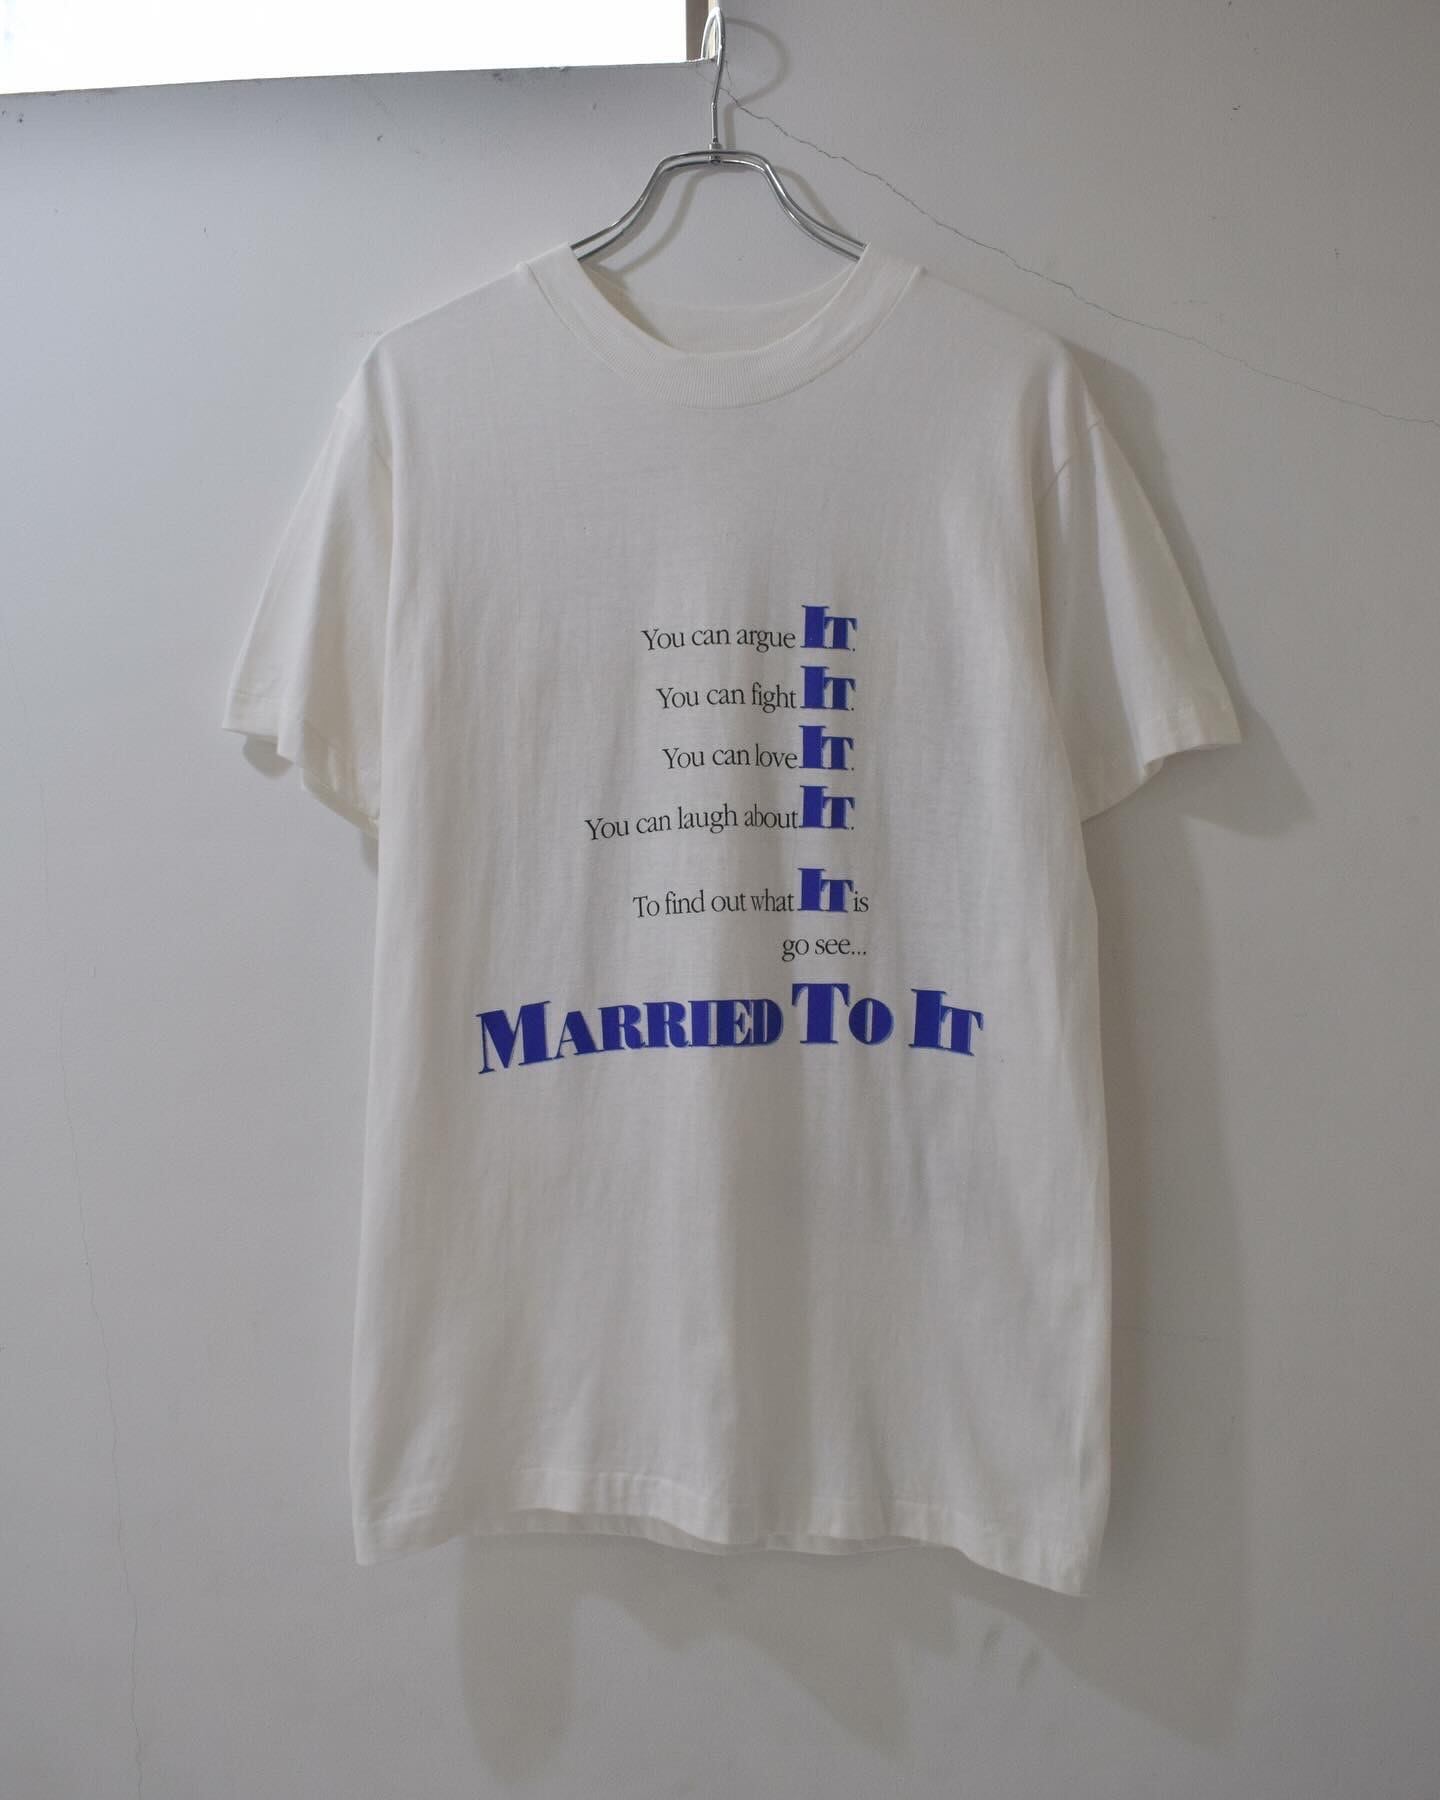 You can argue IT.
You can fight IT.
You can love IT.
You can laugh about IT.
To find out what IT is
go see...
MARRIED TO IT